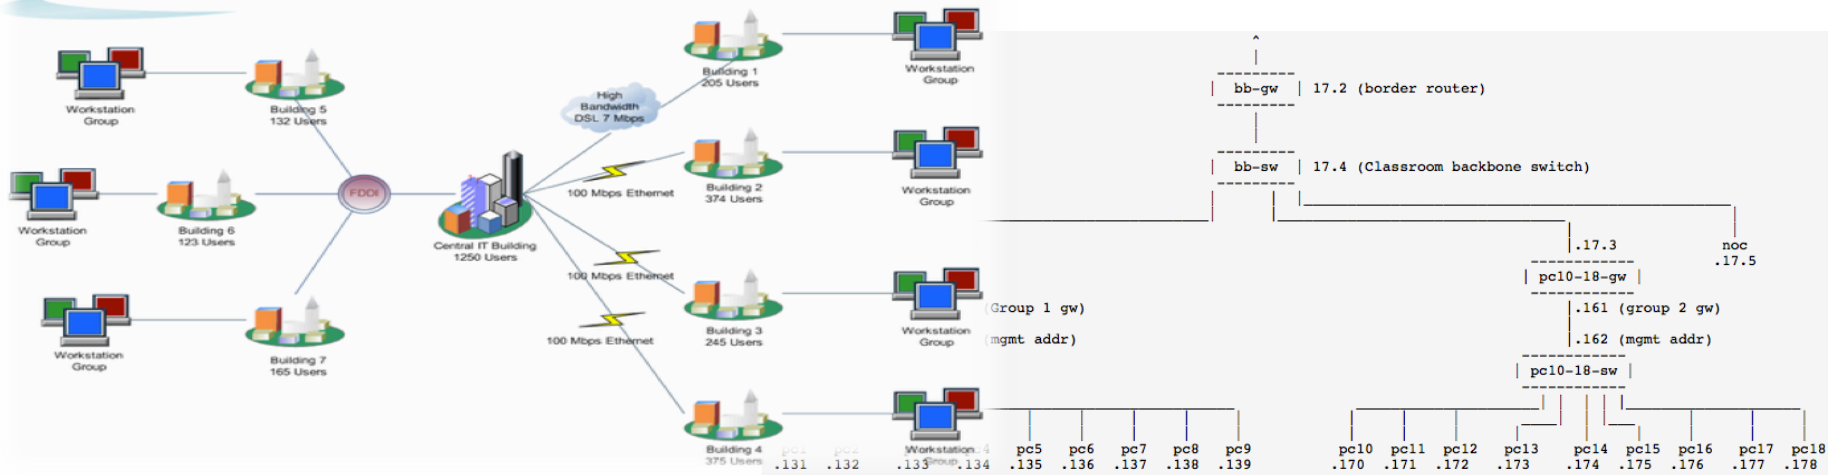 Workstation
Group
Building 5
132 Users
Workstation
Group
Building 6
123 Users
Workstation
Group
Building 7
165 Users
FDDI
Central IT Building
1250 Users
High
Bandwidth
DSL 7 Mbps
100 Mbps Ethernet
100 Mbps Ethernet
100 Mbps Ethernet
Building 1
205 Users
Workstation
Group
Building 2
374 Users
Workstation
Group
Building 3
245 Users
Workstation
Group
Building 4
375 Users
Workstation
Group
bb-gw 17.2 (border router)
bb-sw 17.4 (Classroom backbone switch)
.17.3
noc
.17.5
pc10-18-gw
(Group 1 gw)
.161 (group 2 gw)
(mgmt addr)
.162 (mgmt addr)
pc10-18-sw
pc1 pc2 pc4 pc5 pc6 pc7 pc8 pc9
.131 .132 .133 .134 .135 .136 .137 .138 .139
pc10 pc11 pc12 pc13 pc14 pc15 pc16 pc17 pc18
.170 .171 .172 .173 .174 .175 .176 .177 .178